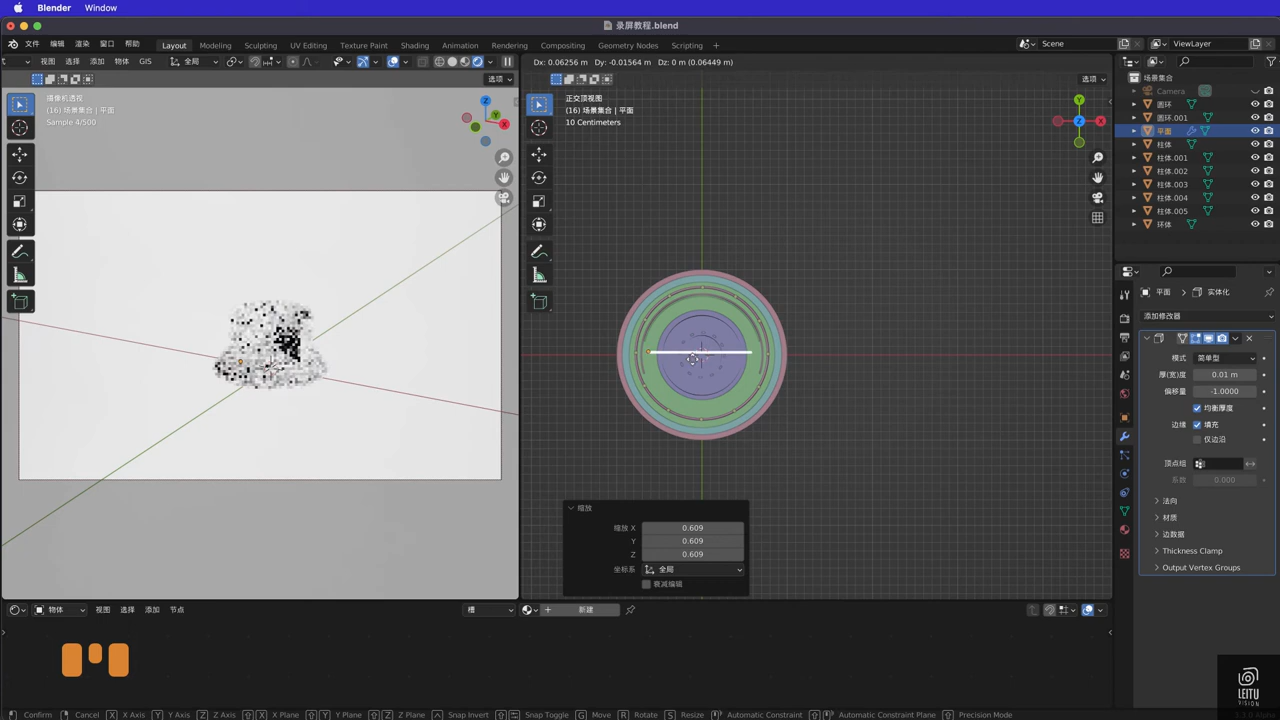 Blender Window
录屏教程.blend
文件 编辑 渲染 窗口 帮助 Layout Modeling Sculpting UV Editing Texture Paint Shading Animation Rendering Compositing Geometry Nodes Scripting + Scene ViewLayer
视图 选择 添加 物体 GIS 全局
Dx: 0.06256 m Dy: -0.01564 m Dz: 0 m (0.06449 m)
选项
选项
摄像机透视
(16) 场景集合 | 平面
Sample 4/500
正交顶视图
(16) 场景集合 | 平面
10 Centimeters
Z
Y
X
Y
Z
X
场景集合
Camera
圆环
圆环.001
平面
柱体
柱体.001
柱体.002
柱体.003
柱体.004
柱体.005
环体
平面 > 实体化
添加修改器
模式 简单型
厚(宽)度 0.01 m
偏移量 -1.0000
均衡厚度
边缘 填充
仅边沿
顶点组
系数 0.000
法向
材质
边数据
Thickness Clamp
Output Vertex Groups
缩放
缩放 X 0.609
Y 0.609
Z 0.609
坐标系 全局
衰减编辑
物体 视图 选择 添加 节点 槽 新建
Confirm Cancel X X Axis Y Y Axis Z Z Axis X X Plane Y Y Plane Z Z Plane Snap Invert Snap Toggle G Move R Rotate S Resize Automatic Constraint Automatic Constraint Plane Precision Mode
LEITU
VISION